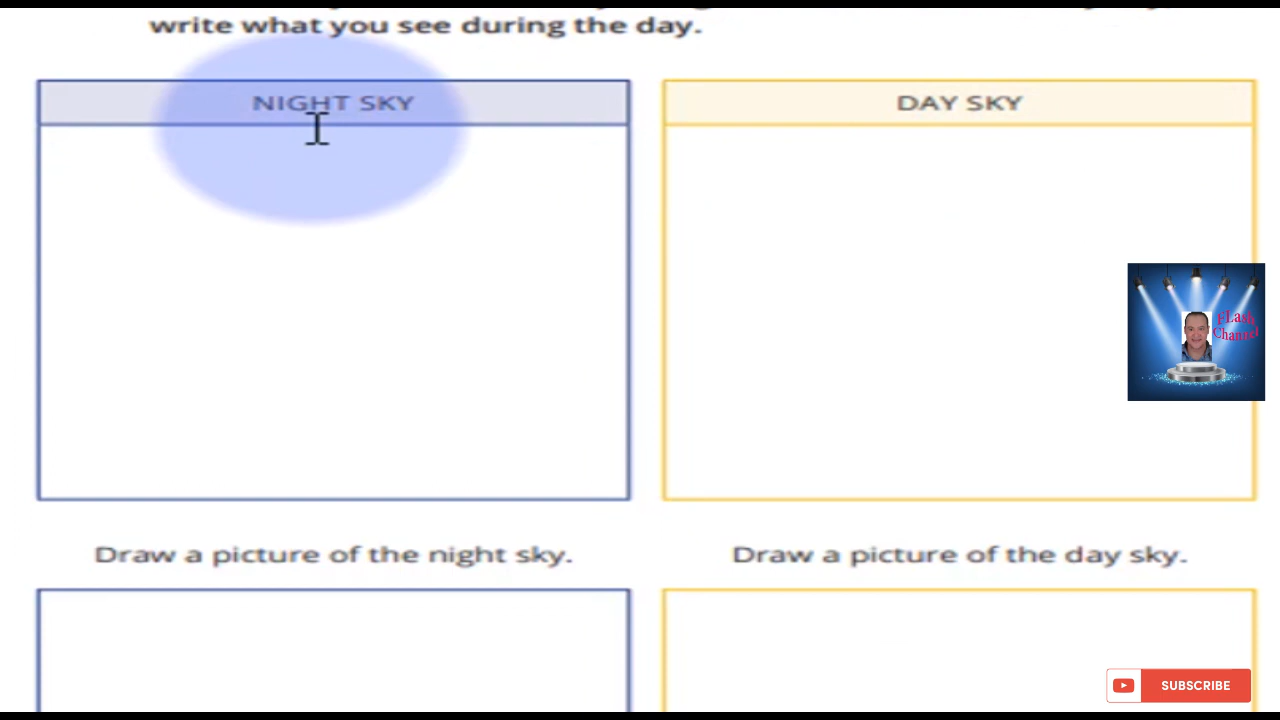 write what you see during the day.
NIGHT SKY
DAY SKY
FLash
Channel
Draw a picture of the night sky.
Draw a picture of the day sky.
SUBSCRIBE